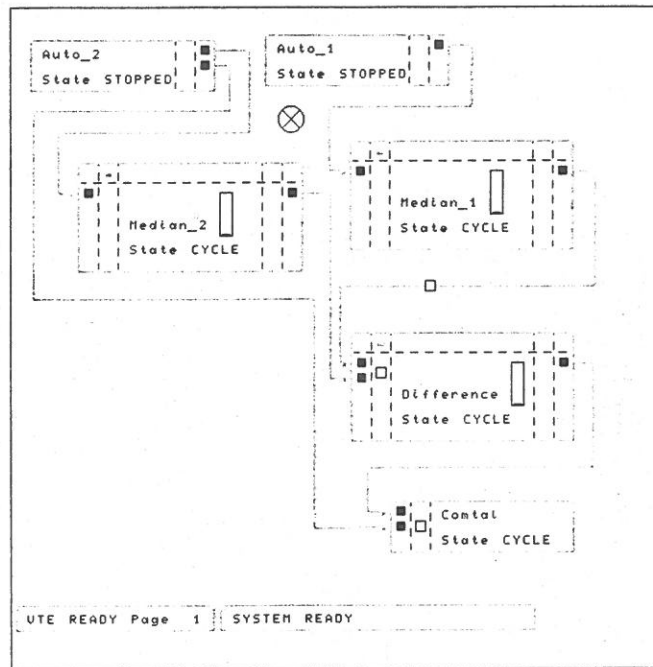 Auto_2
State STOPPED
Auto_1
State STOPPED
Median_2
State CYCLE
Median_1
State CYCLE
Difference
State CYCLE
Comtal
State CYCLE
VTE READY Page 1
SYSTEM READY